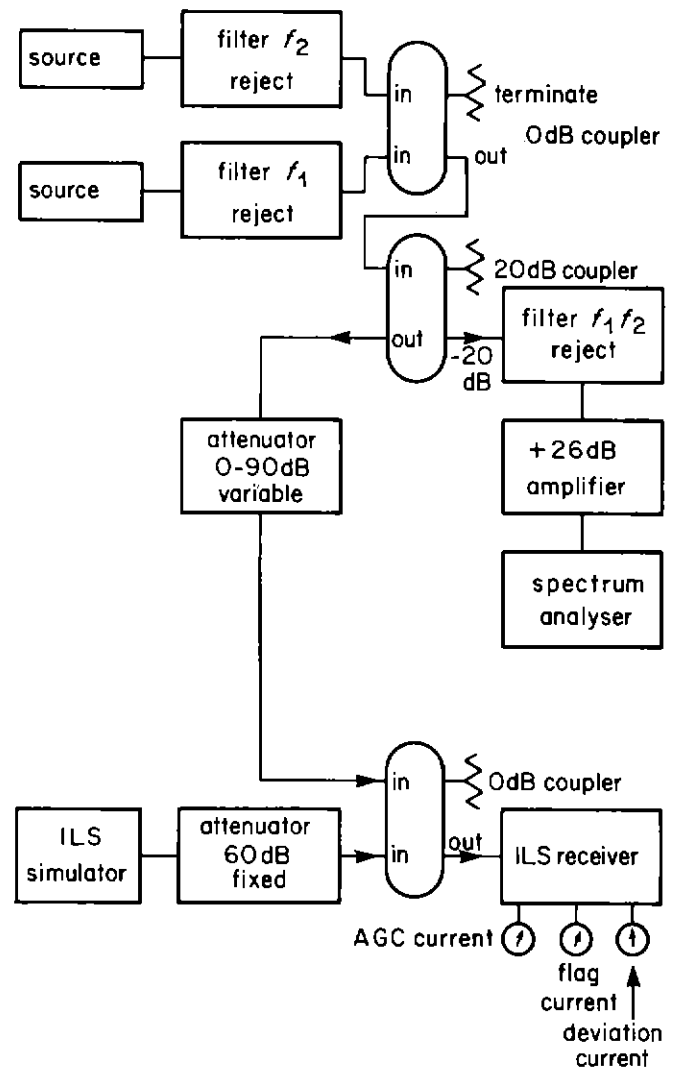 source
filter f₂
reject
in
terminate
0dB coupler
source
filter f₁
reject
in
out
in
20dB coupler
out
-20
dB
filter f₁ f₂
reject
attenuator
0-90dB
variable
+26dB
amplifier
spectrum
analyser
in
0dB coupler
ILS
simulator
attenuator
60dB
fixed
in
out
ILS receiver
AGC current
flag
current
deviation
current